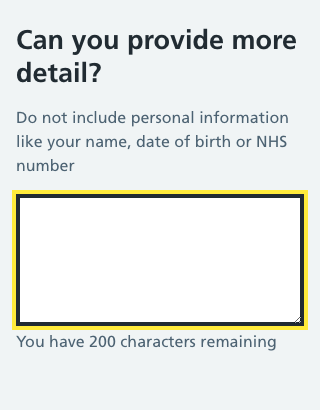 Can you provide more
detail?
Do not include personal information
like your name, date of birth or NHS
number
You have 200 characters remaining